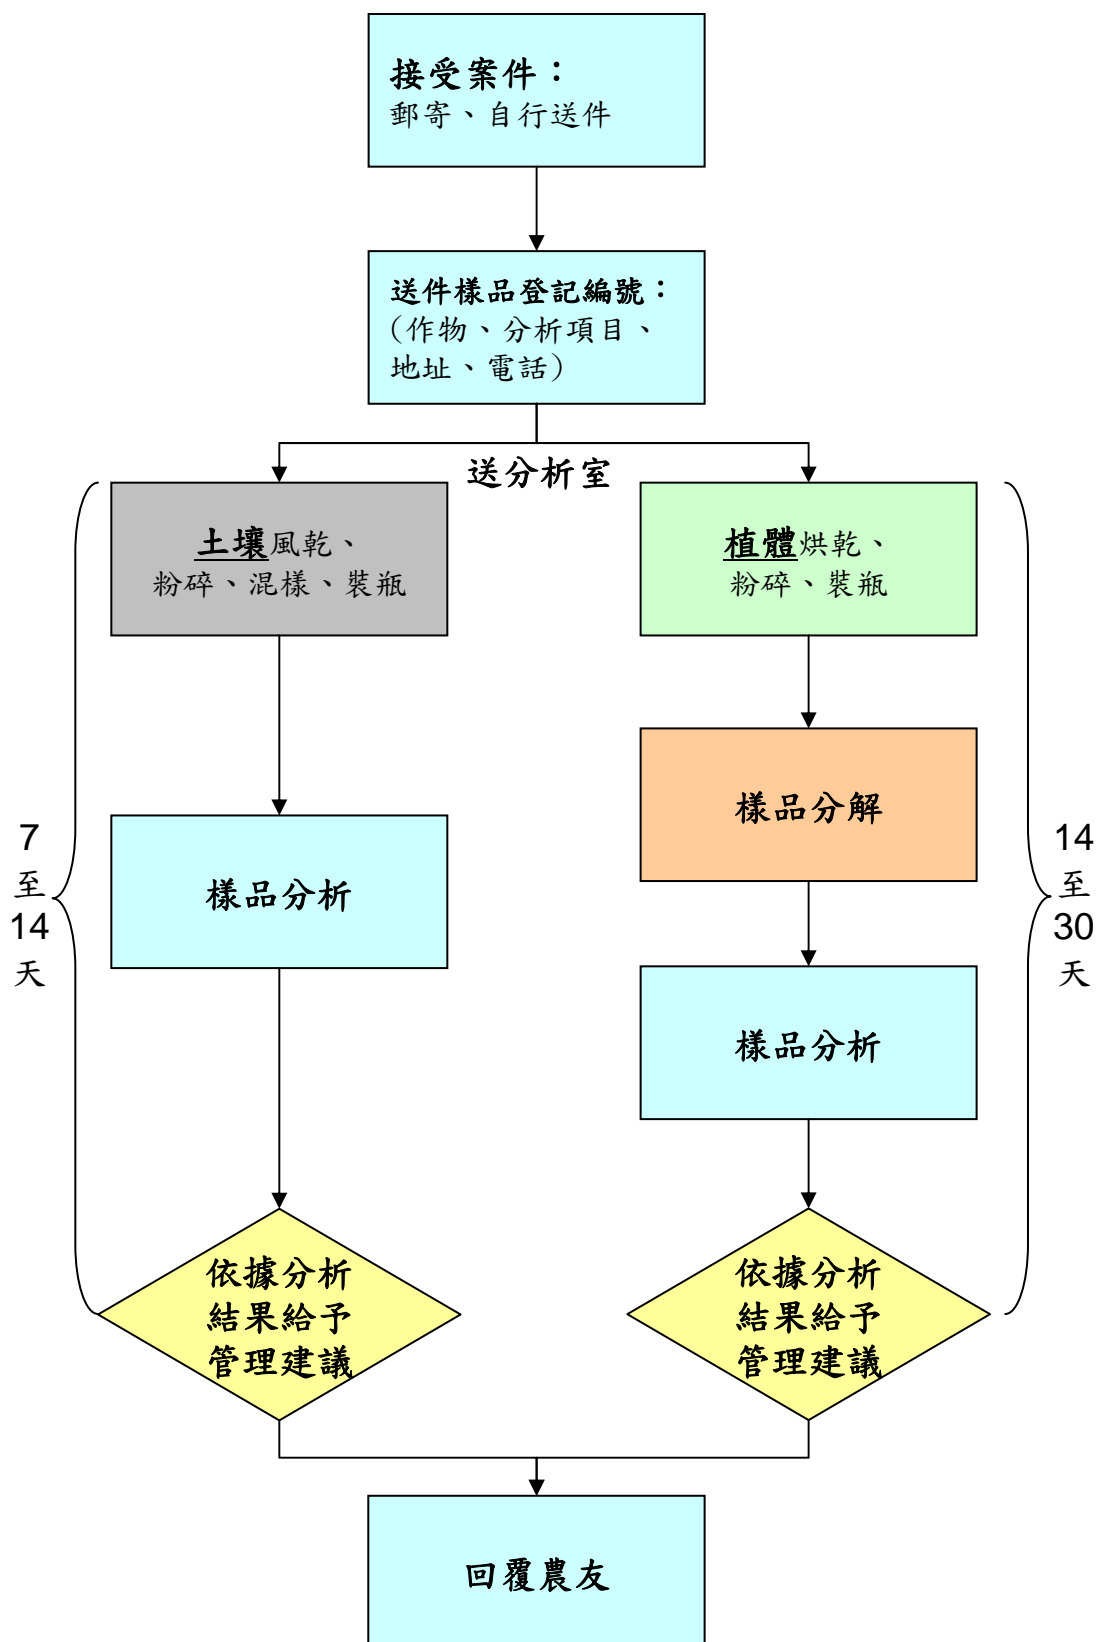 接受案件：
郵寄、自行送件
送件樣品登記編號：
(作物、分析項目、
地址、電話)
送分析室
土壤風乾、
粉碎、混樣、裝瓶
植體烘乾、
粉碎、裝瓶
樣品分解
7
至
14
天
樣品分析
14
至
30
天
樣品分析
依據分析
結果給予
管理建議
依據分析
結果給予
管理建議
回覆農友